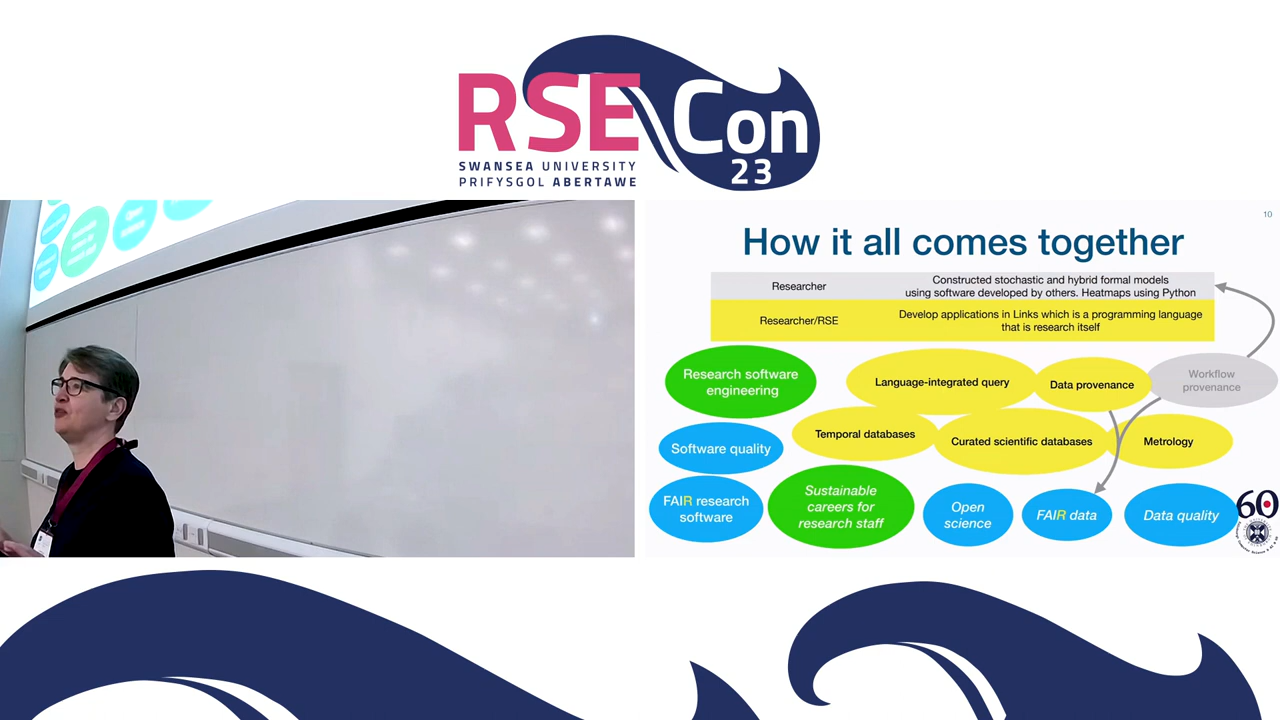 RSE Con
23
SWANSEA UNIVERSITY
PRIFYSGOL ABERTAWE
10
How it all comes together
Researcher
Constructed stochastic and hybrid formal models
using software developed by others. Heatmaps using Python
Researcher/RSE
Develop applications in Links which is a programming language
that is research itself
Research software
engineering
Language-integrated query
Data provenance
Workflow
provenance
Software quality
Temporal databases
Curated scientific databases
Metrology
FAIR research
software
Sustainable
careers for
research staff
Open
science
FAIR data
Data quality
60